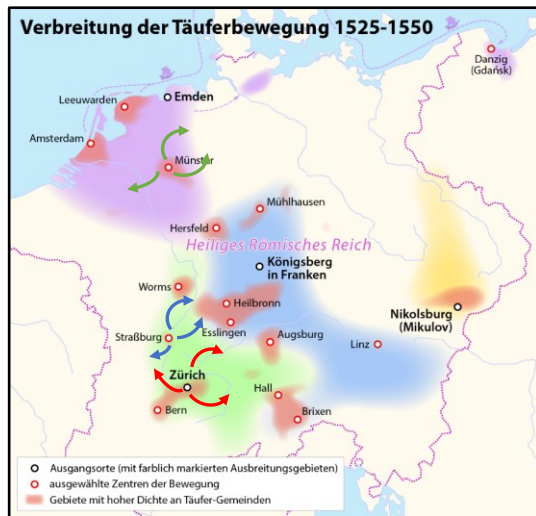 Verbreitung der Täuferbewegung 1525-1550
Danzig
(Gdańsk)
Leeuwarden
Emden
Amsterdam
Münster
Mühlhausen
Hersfeld
Heiliges Römisches Reich
Königsberg
in Franken
Worms
Heilbronn
Nikolsburg
(Mikulov)
Straßburg
Esslingen
Augsburg
Linz
Zürich
Hall
Bern
Brixen
Ausgangsorte (mit farblich markierten Ausbreitungsgebieten)
ausgewählte Zentren der Bewegung
Gebiete mit hoher Dichte an Täufer-Gemeinden